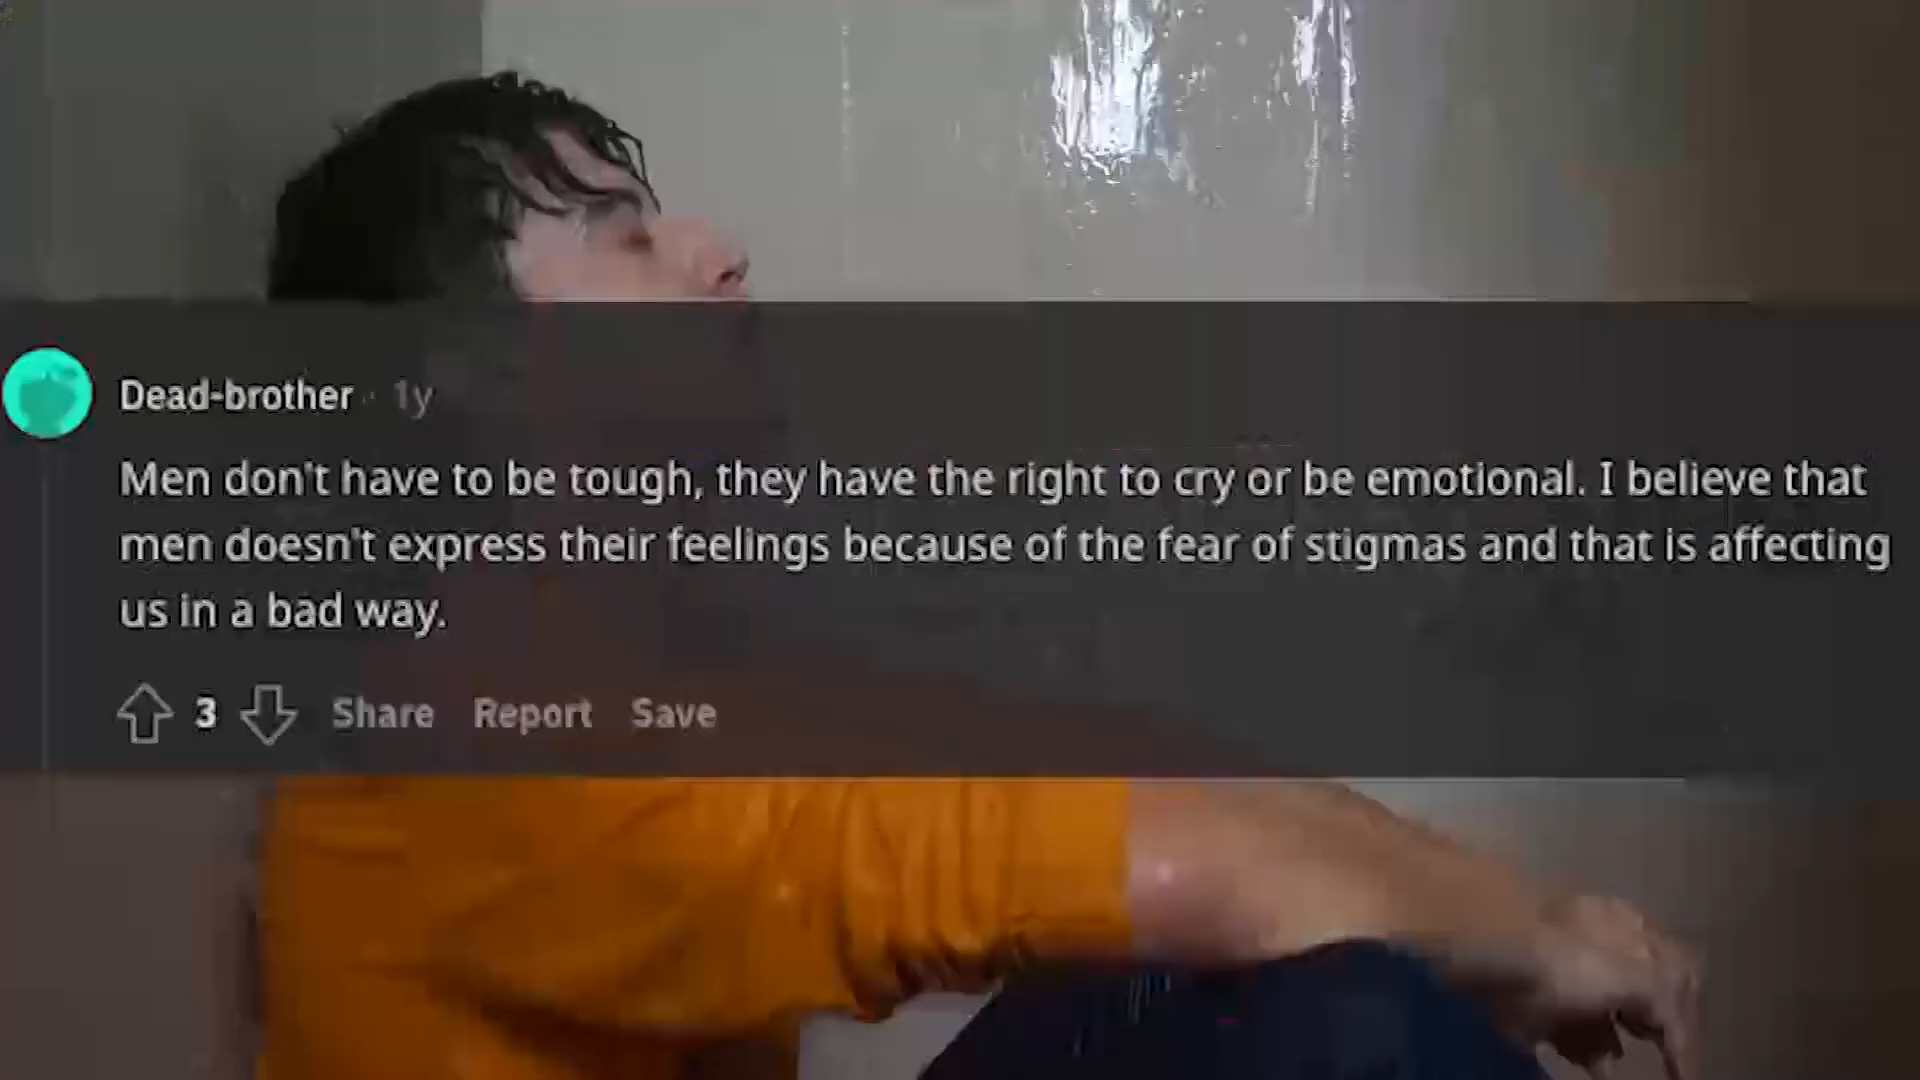 Dead-brother · 1y
Men don't have to be tough, they have the right to cry or be emotional. I believe that
men doesn't express their feelings because of the fear of stigmas and that is affecting
us in a bad way.
3 Share Report Save